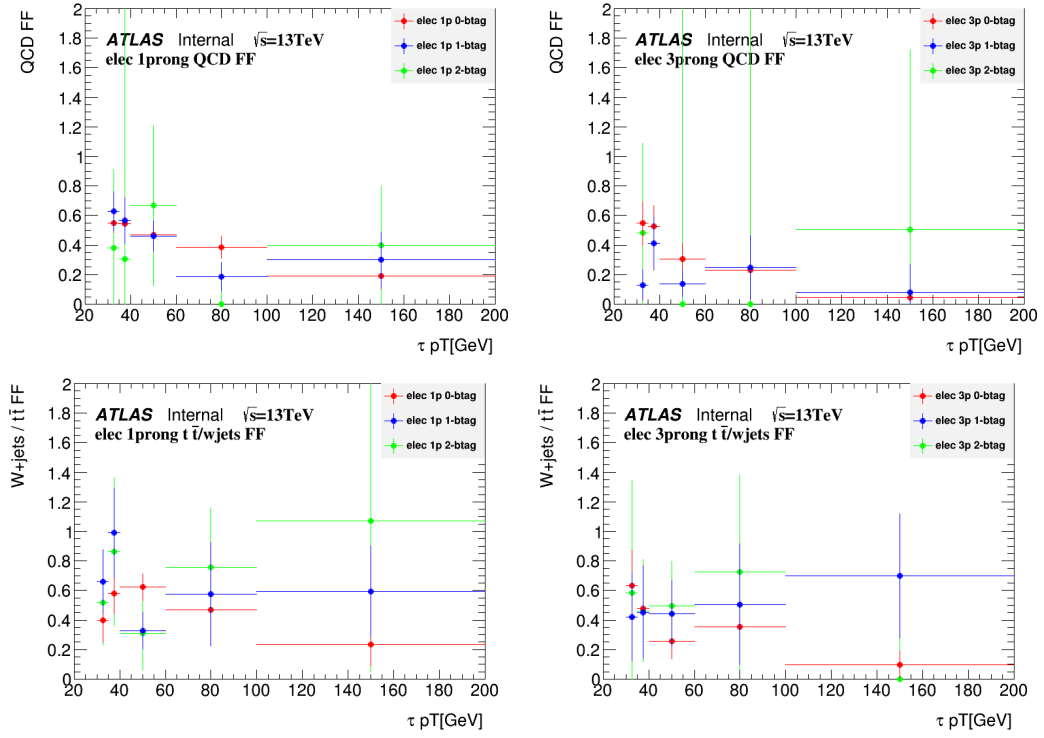 QCD FF
2
1.8
1.6
1.4
1.2
1
0.8
0.6
0.4
0.2
0
ATLAS Internal √s=13TeV
elec 1prong QCD FF
elec 1p 0-btag
elec 1p 1-btag
elec 1p 2-btag
20 40 60 80 100 120 140 160 180 200
τ pT[GeV]
QCD FF
2
1.8
1.6
1.4
1.2
1
0.8
0.6
0.4
0.2
0
ATLAS Internal √s=13TeV
elec 3prong QCD FF
elec 3p 0-btag
elec 3p 1-btag
elec 3p 2-btag
20 40 60 80 100 120 140 160 180 200
τ pT[GeV]
W+jets / tt̄ FF
2
1.8
1.6
1.4
1.2
1
0.8
0.6
0.4
0.2
0
ATLAS Internal √s=13TeV
elec 1prong t t̄/wjets FF
elec 1p 0-btag
elec 1p 1-btag
elec 1p 2-btag
20 40 60 80 100 120 140 160 180 200
τ pT[GeV]
W+jets / tt̄ FF
2
1.8
1.6
1.4
1.2
1
0.8
0.6
0.4
0.2
0
ATLAS Internal √s=13TeV
elec 3prong t t̄/wjets FF
elec 3p 0-btag
elec 3p 1-btag
elec 3p 2-btag
20 40 60 80 100 120 140 160 180 200
τ pT[GeV]